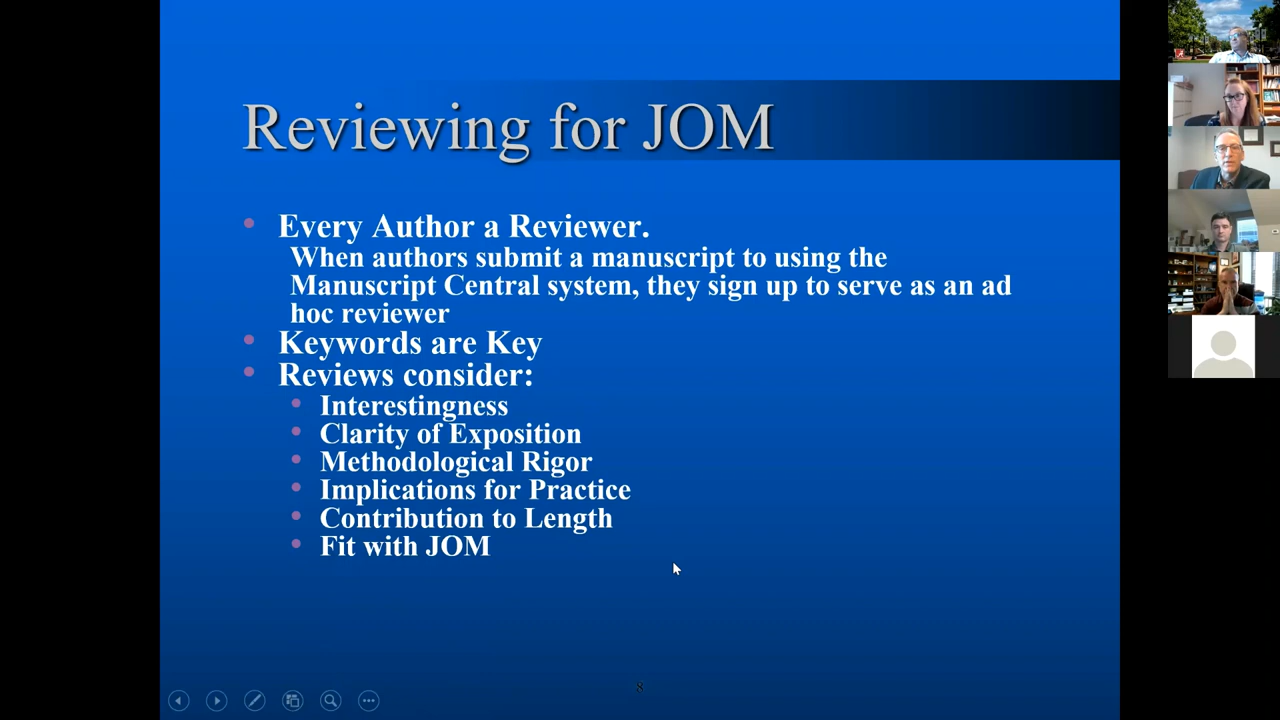 Reviewing for JOM
Every Author a Reviewer.
When authors submit a manuscript to using the
Manuscript Central system, they sign up to serve as an ad
hoc reviewer
Keywords are Key
Reviews consider:
Interestingness
Clarity of Exposition
Methodological Rigor
Implications for Practice
Contribution to Length
Fit with JOM
8